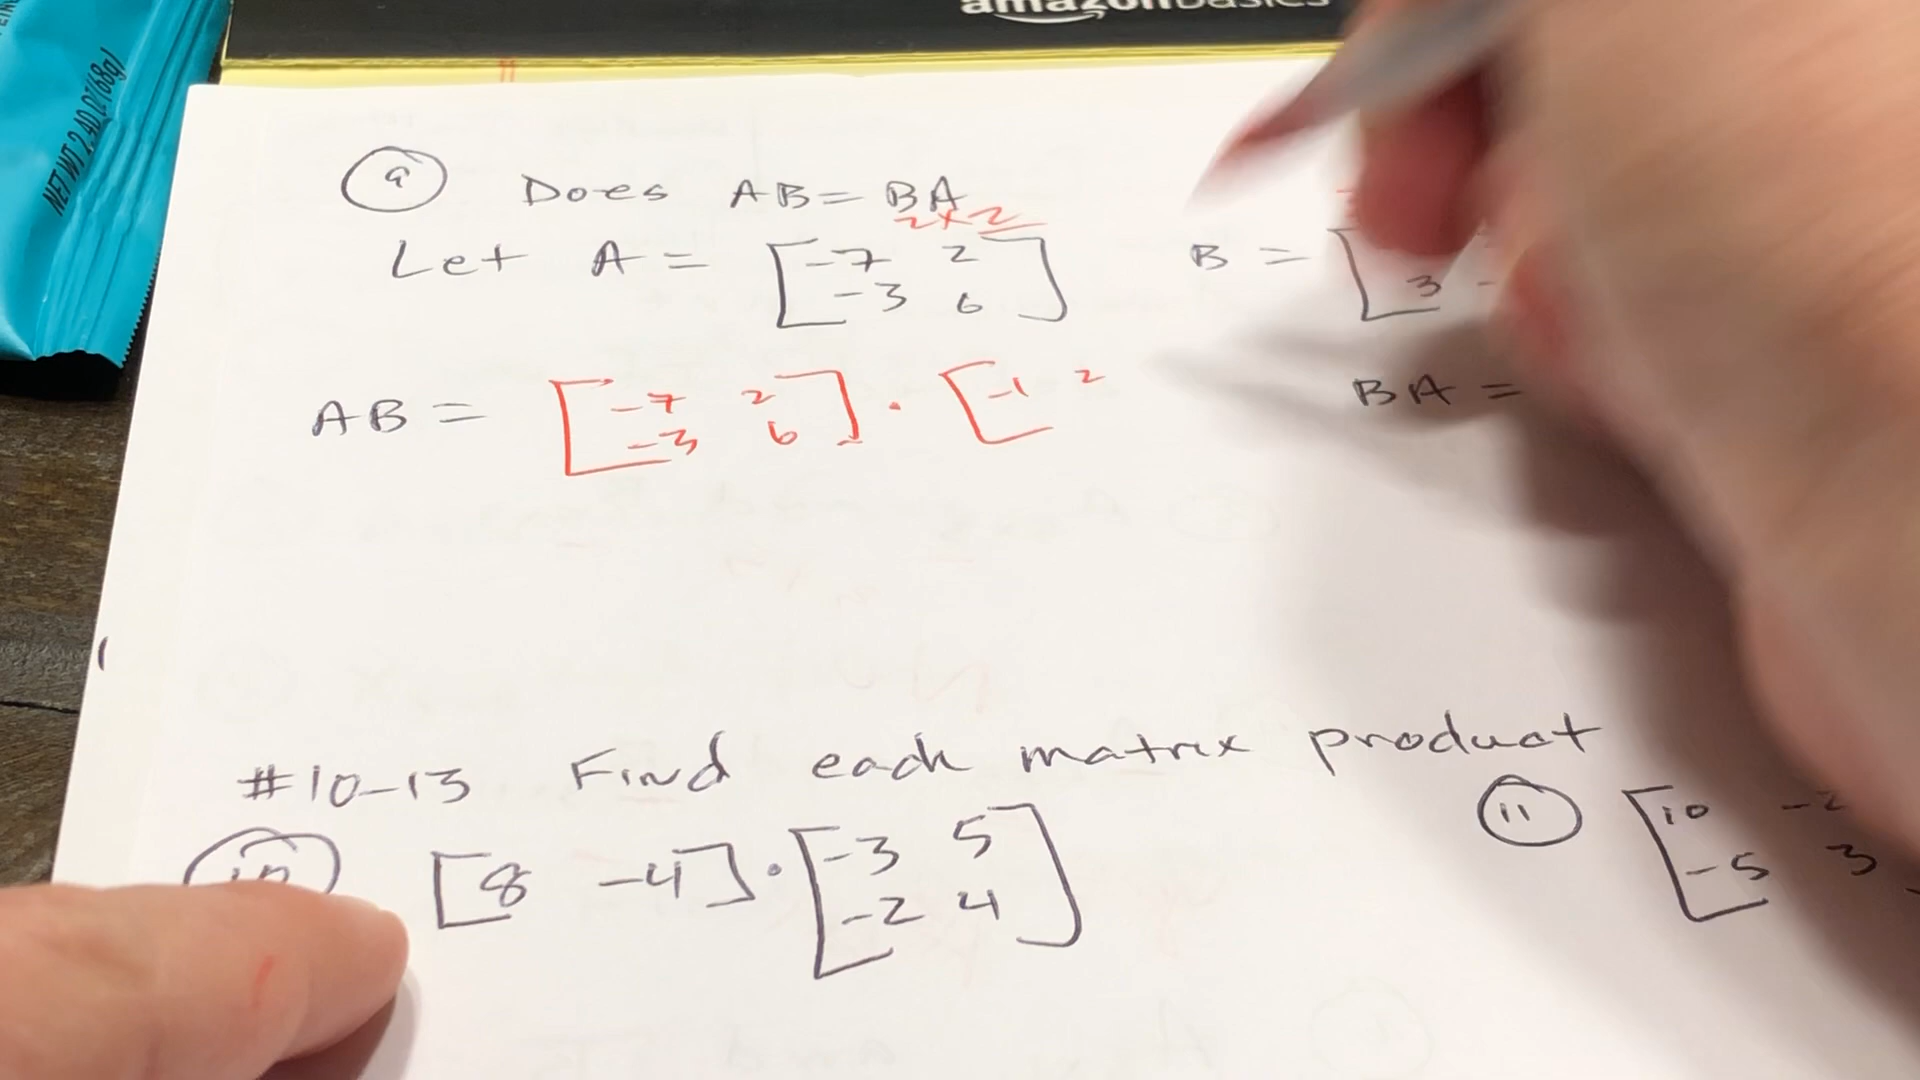 amazonbasics
NET WT 2.40 OZ (68g)
9 Does AB = BA
2x2
Let A = [-7 2
-3 6] B = [
3 -
AB = [-7 2
-3 6] · [-1 2
BA =
#10-13 Find each matrix product
10 [8 -4] · [-3 5
-2 4]
11 [10 -2
-5 3